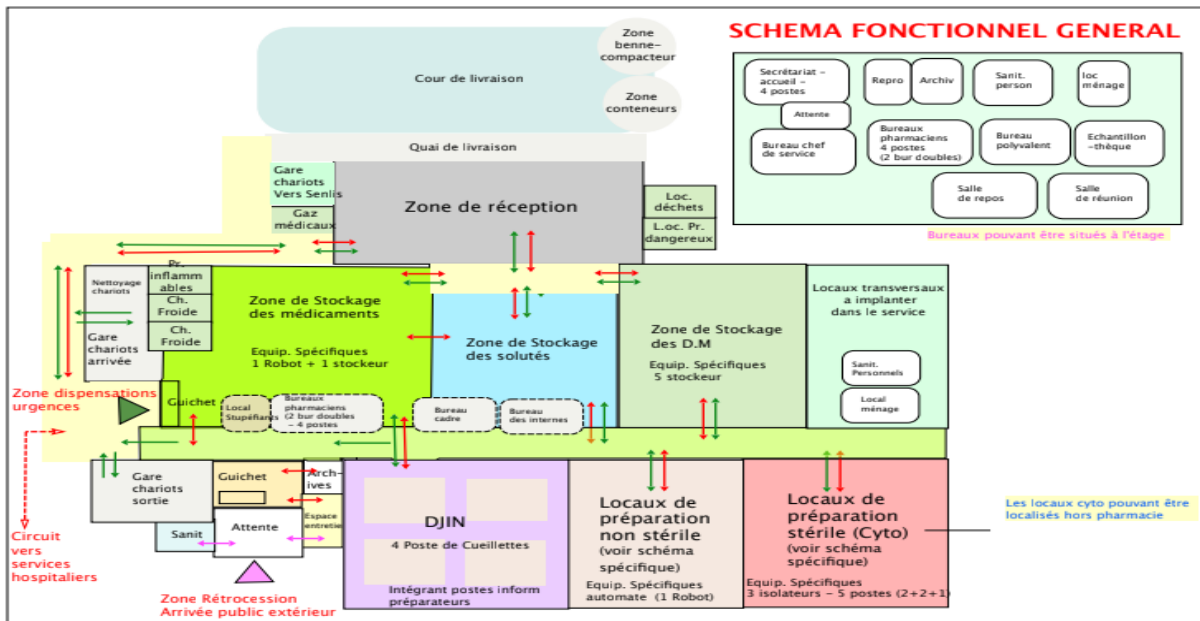 SCHEMA FONCTIONNEL GENERAL
Zone
benne-
compacteur
Cour de livraison
Zone
conteneurs
Quai de livraison
Secrétariat –
accueil –
4 postes
Repro
Archiv
Sanit.
person
loc
ménage
Attente
Bureau chef
de service
Bureaux
pharmaciens
4 postes
(2 bur doubles)
Bureau
polyvalent
Echantillon
-thèque
Salle
de repos
Salle
de réunion
Bureaux pouvant être situés à l'étage
Gare
chariots
Vers Senlis
Gaz
médicaux
Zone de réception
Loc.
déchets
L.oc. Pr.
dangereux
Nettoyage
chariots
Gare
chariots
arrivée
Pr.
inflamm
ables
Ch.
Froide
Ch.
Froide
Zone de Stockage
des médicaments
Equip. Spécifiques
1 Robot + 1 stockeur
Zone de Stockage
des solutés
Zone de Stockage
des D.M
Equip. Spécifiques
5 stockeur
Locaux transversaux
a implanter
dans le service
Sanit.
Personnels
Local
ménage
Zone dispensations
urgences
Guichet
Local
Stupéfiants
Bureaux
pharmaciens
(2 bur doubles
– 4 postes
Bureau
cadre
Bureau
des internes
Gare
chariots
sortie
Guichet
Arch-
ives
Espace
entretie
Sanit
Attente
DJIN
4 Poste de Cueillettes
Intégrant postes inform
préparateurs
Locaux de
préparation
non stérile
(voir schéma
spécifique)
Equip. Spécifiques
automate (1 Robot)
Locaux de
préparation
stérile (Cyto)
(voir schéma
spécifique)
Equip. Spécifiques
3 isolateurs – 5 postes (2+2+1)
Les locaux cyto pouvant être
localisés hors pharmacie
Circuit
vers
services
hospitaliers
Zone Rétrocession
Arrivée public extérieur